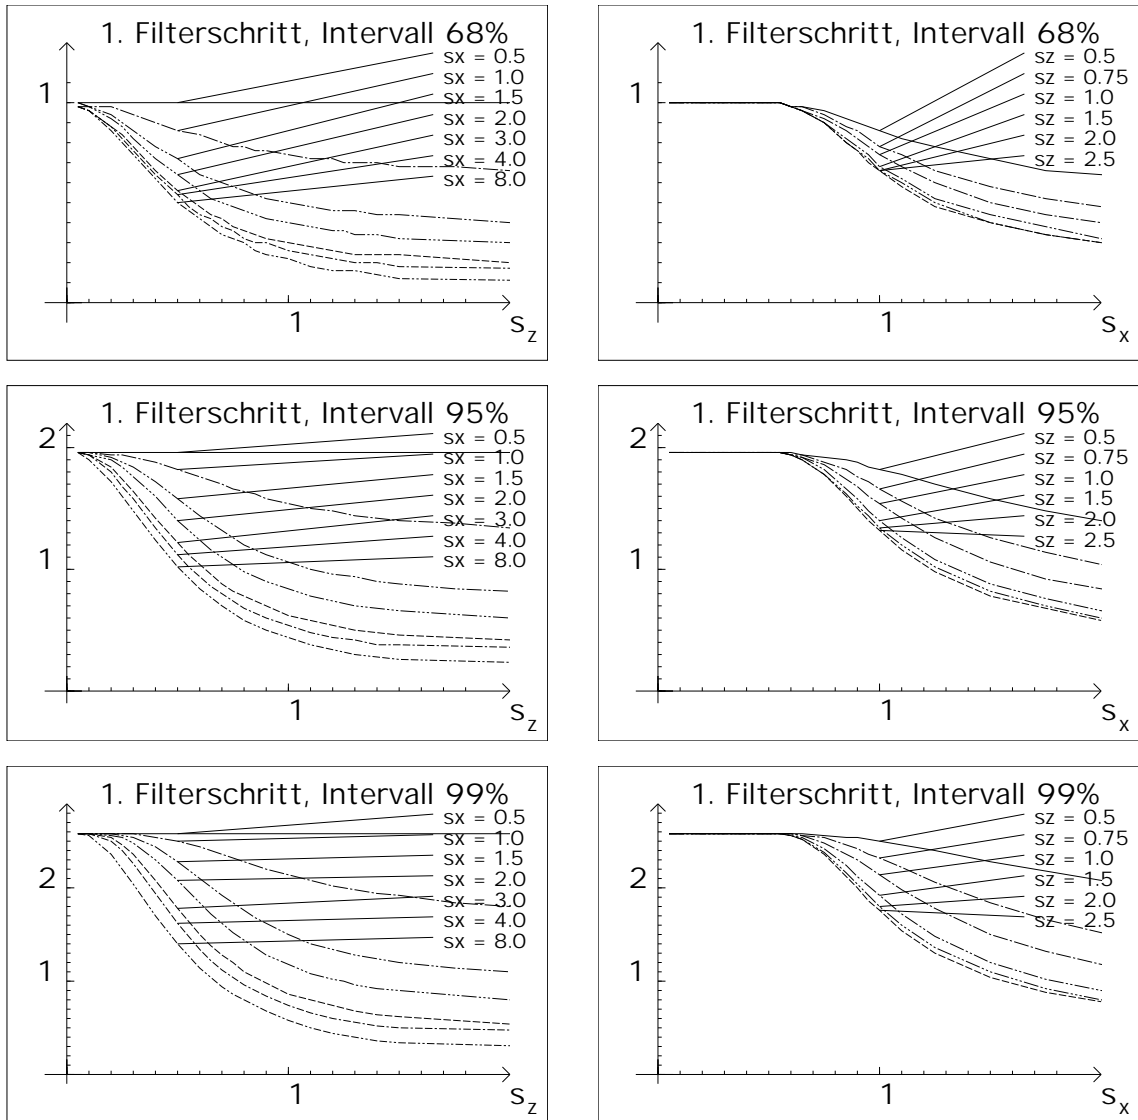 1. Filterschritt, Intervall 68%
sx = 0.5
sx = 1.0
sx = 1.5
sx = 2.0
sx = 3.0
sx = 4.0
sx = 8.0
1
1
s_z
1. Filterschritt, Intervall 68%
sz = 0.5
sz = 0.75
sz = 1.0
sz = 1.5
sz = 2.0
sz = 2.5
1
1
s_x
1. Filterschritt, Intervall 95%
sx = 0.5
sx = 1.0
sx = 1.5
sx = 2.0
sx = 3.0
sx = 4.0
sx = 8.0
2
1
1
s_z
1. Filterschritt, Intervall 95%
sz = 0.5
sz = 0.75
sz = 1.0
sz = 1.5
sz = 2.0
sz = 2.5
2
1
1
s_x
1. Filterschritt, Intervall 99%
sx = 0.5
sx = 1.0
sx = 1.5
sx = 2.0
sx = 3.0
sx = 4.0
sx = 8.0
2
1
1
s_z
1. Filterschritt, Intervall 99%
sz = 0.5
sz = 0.75
sz = 1.0
sz = 1.5
sz = 2.0
sz = 2.5
2
1
1
s_x